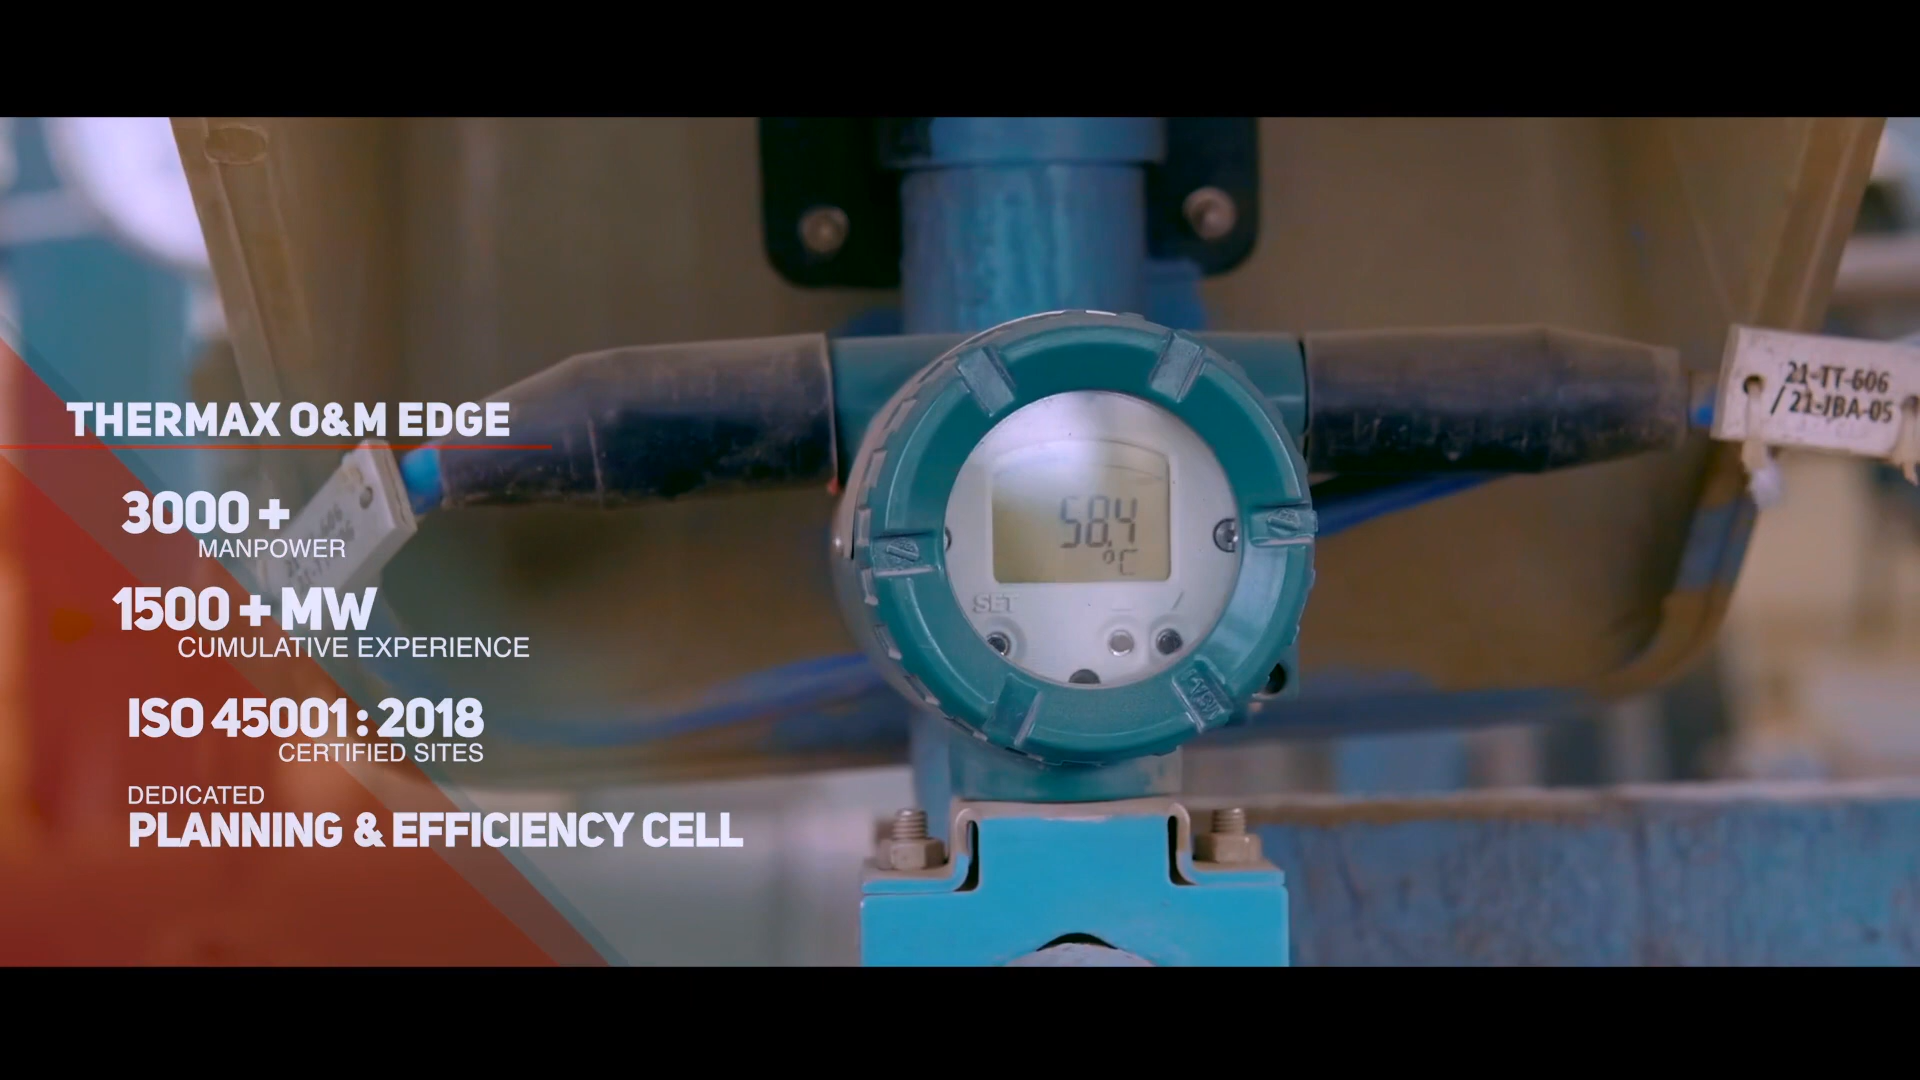 THERMAX O&M EDGE
3000 +
MANPOWER
1500 + MW
CUMULATIVE EXPERIENCE
ISO 45001 : 2018
CERTIFIED SITES
DEDICATED
PLANNING & EFFICIENCY CELL
58.4
°C
SET
21-TT-606
/ 21-JBA-05